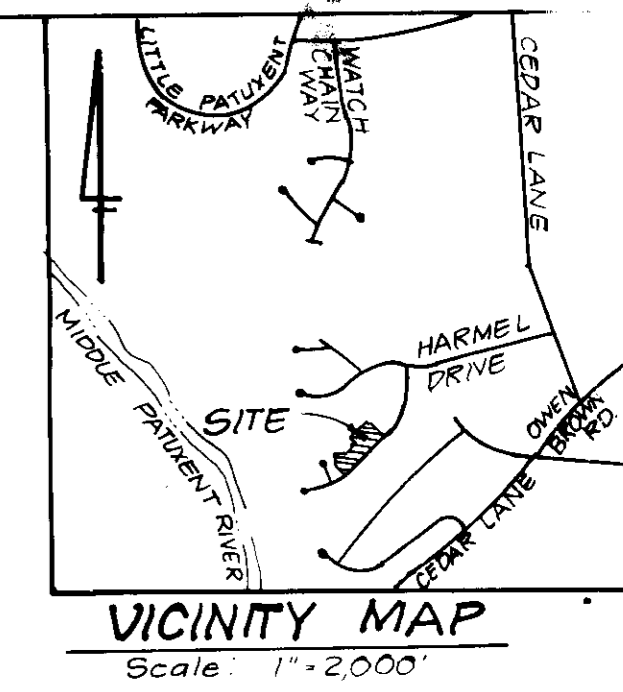 LITTLE PATUXENT
PARKWAY
WATCH
CHAIN
WAY
CEDAR LANE
HARMEL
DRIVE
MIDDLE PATUXENT RIVER
SITE
OWEN
BROWN
RD.
CEDAR LANE
VICINITY MAP
Scale: 1"=2,000'